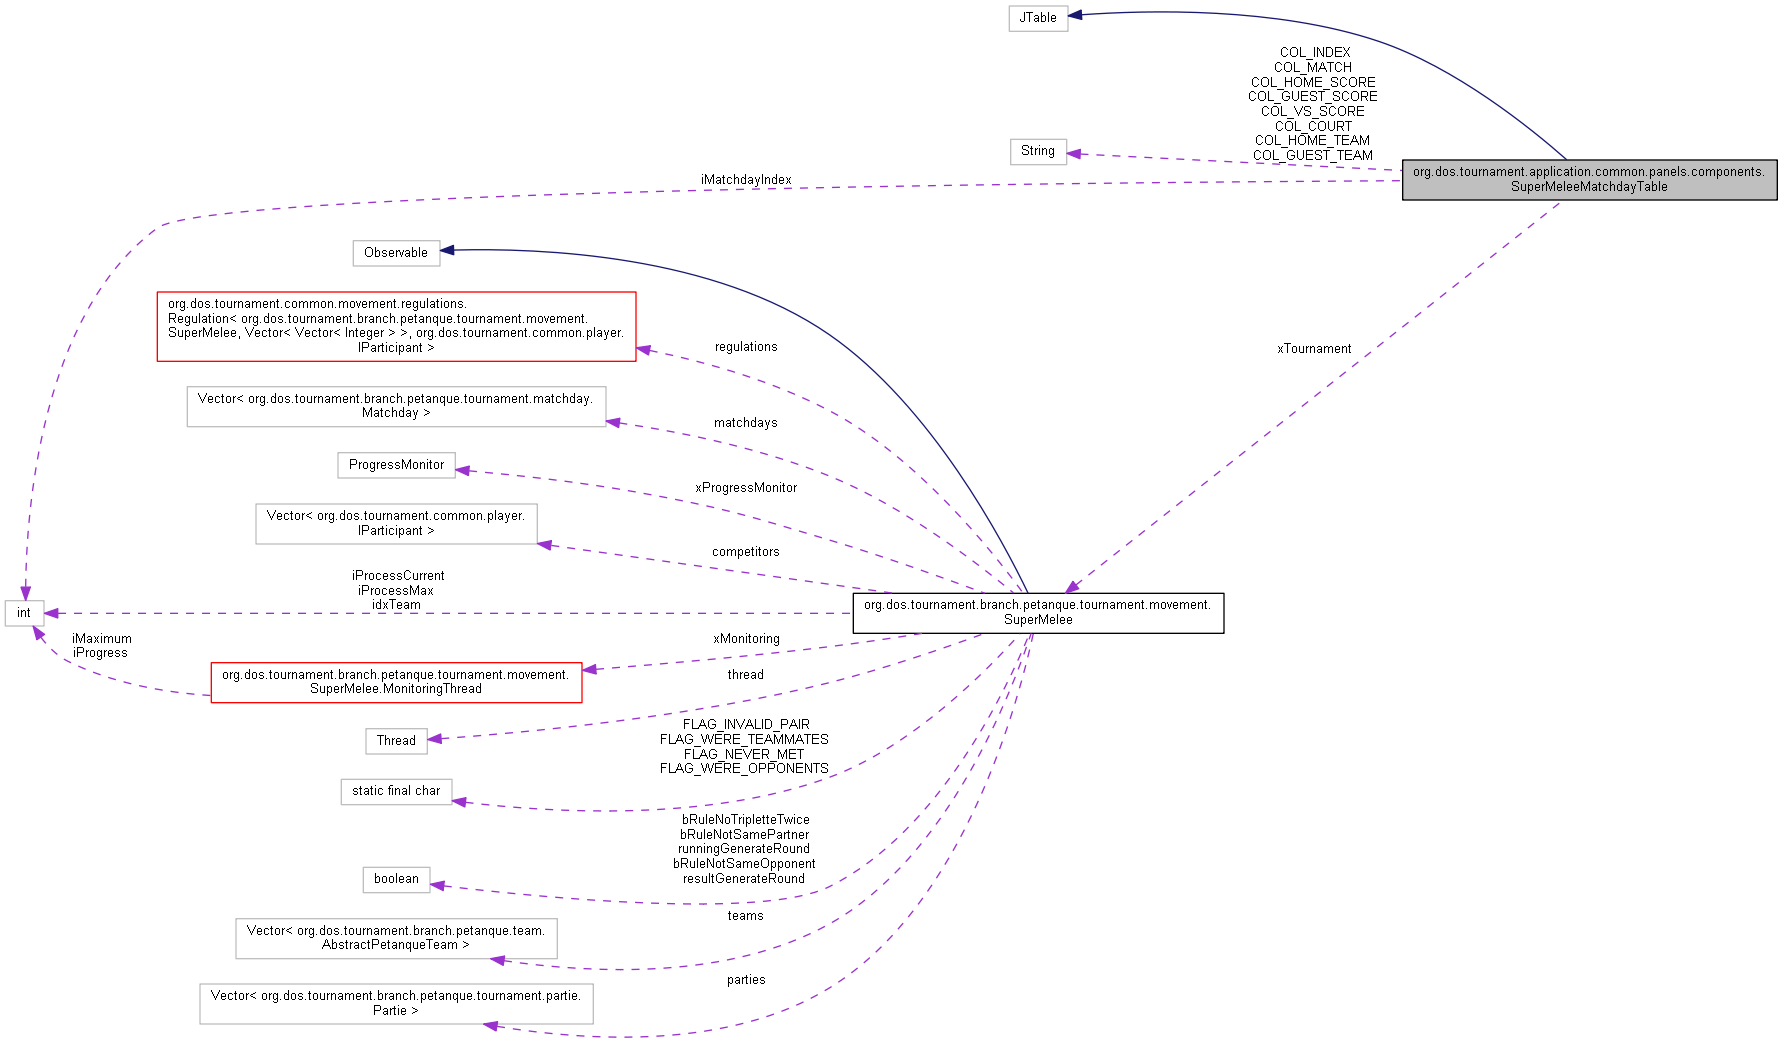 JTable
COL_INDEX
COL_MATCH
COL_HOME_SCORE
COL_GUEST_SCORE
COL_VS_SCORE
COL_COURT
COL_HOME_TEAM
COL_GUEST_TEAM
String
org.dos.tournament.application.common.panels.components.
SuperMeleeMatchdayTable
iMatchdayIndex
Observable
org.dos.tournament.common.movement.regulations.
Regulation< org.dos.tournament.branch.petanque.tournament.movement.
SuperMelee, Vector< Vector< Integer > >, org.dos.tournament.common.player.
IParticipant >
regulations
xTournament
Vector< org.dos.tournament.branch.petanque.tournament.matchday.
Matchday >
matchdays
ProgressMonitor
xProgressMonitor
Vector< org.dos.tournament.common.player.
IParticipant >
competitors
iProcessCurrent
iProcessMax
idxTeam
int
org.dos.tournament.branch.petanque.tournament.movement.
SuperMelee
iMaximum
iProgress
xMonitoring
org.dos.tournament.branch.petanque.tournament.movement.
SuperMelee.MonitoringThread
thread
Thread
FLAG_INVALID_PAIR
FLAG_WERE_TEAMMATES
FLAG_NEVER_MET
FLAG_WERE_OPPONENTS
static final char
bRuleNoTripletteTwice
bRuleNotSamePartner
runningGenerateRound
bRuleNotSameOpponent
resultGenerateRound
boolean
teams
Vector< org.dos.tournament.branch.petanque.team.
AbstractPetanqueTeam >
parties
Vector< org.dos.tournament.branch.petanque.tournament.partie.
Partie >